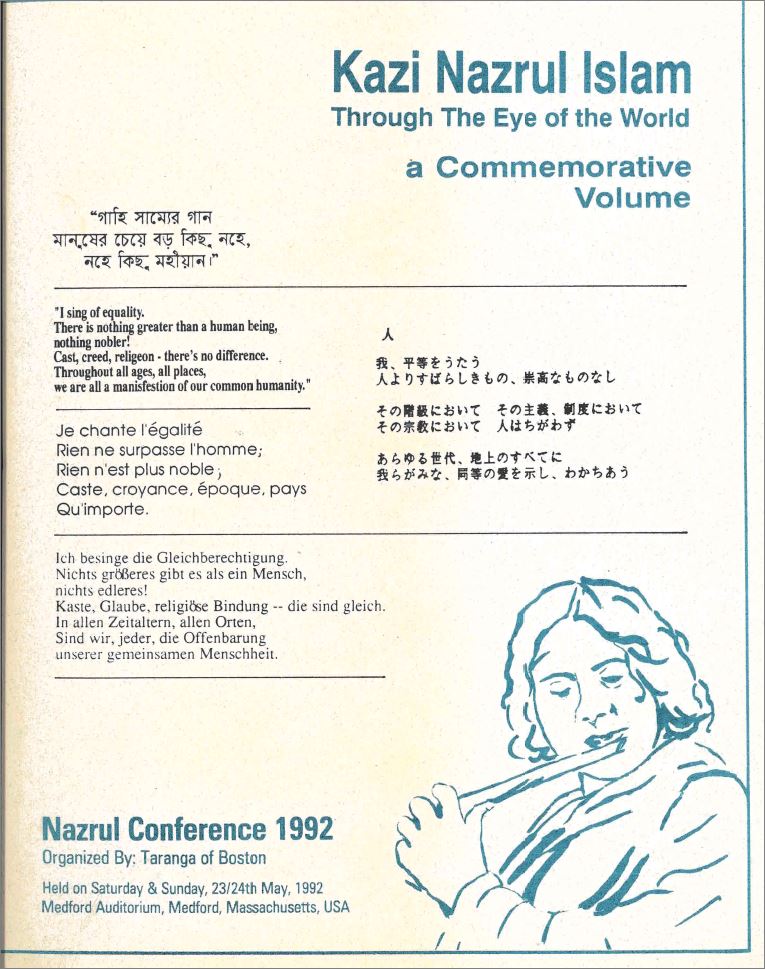 Kazi Nazrul Islam
Through The Eye of the World
a Commemorative
Volume
“গাহি সাম্যের গান
মানুষের চেয়ে বড় কিছু নহে,
নহে কিছু মহীয়ান।”
"I sing of equality.
There is nothing greater than a human being,
nothing nobler!
Cast, creed, religeon - there's no difference.
Throughout all ages, all places,
we are all a manisfestion of our common humanity."
Je chante l'égalité
Rien ne surpasse l'homme;
Rien n'est plus noble;
Caste, croyance, époque, pays
Qu'importe.
人
我、平等をうたう
人よりすばらしきもの、崇高なものなし
その階級において その主義、制度において
その宗教において 人はちがわず
あらゆる世代、地上のすべてに
我らがみな、同等の愛を示し、わかちあう
Ich besinge die Gleichberechtigung.
Nichts größeres gibt es als ein Mensch,
nichts edleres!
Kaste, Glaube, religiöse Bindung -- die sind gleich.
In allen Zeitaltern, allen Orten,
Sind wir, jeder, die Offenbarung
unserer gemeinsamen Menschheit.
Nazrul Conference 1992
Organized By: Taranga of Boston
Held on Saturday & Sunday, 23/24th May, 1992
Medford Auditorium, Medford, Massachusetts, USA